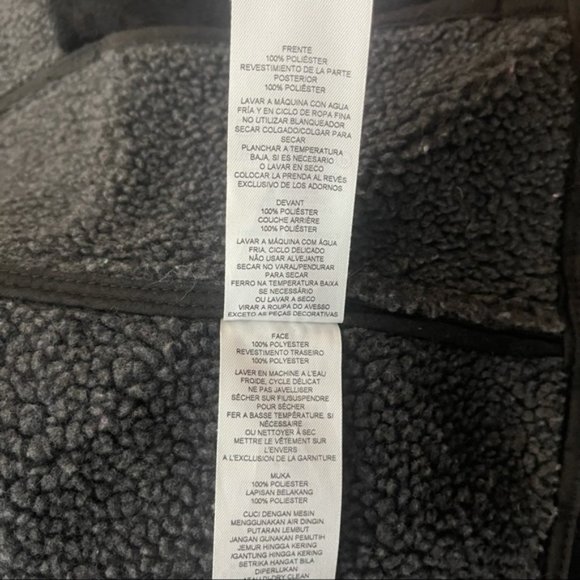 FRENTE
100% POLIÉSTER
REVESTIMIENTO DE LA PARTE
POSTERIOR
100% POLIÉSTER
LAVAR A MÁQUINA CON AGUA
FRÍA Y EN CICLO DE ROPA FINA
NO UTILIZAR BLANQUEADOR
SECAR COLGADO/COLGAR PARA
SECAR
PLANCHAR A TEMPERATURA
BAJA, SI ES NECESARIO
O LAVAR EN SECO
COLOCAR LA PRENDA AL REVÉS
EXCLUSIVO DE LOS ADORNOS
DEVANT
100% POLIÉSTER
COUCHE ARRIÈRE
100% POLIÉSTER
LAVAR A MÁQUINA COM ÁGUA
FRIA, CICLO DELICADO
NÃO USAR ALVEJANTE
SECAR NO VARAL/PENDURAR
PARA SECAR
FERRO NA TEMPERATURA BAIXA
SE NECESSÁRIO
OU LAVAR A SECO
VIRAR A ROUPA DO AVESSO
EXCETO AS PEÇAS DECORATIVAS
FACE
100% POLYESTER
REVESTIMENTO TRASEIRO
100% POLYESTER
LAVER EN MACHINE A L'EAU
FROIDE, CYCLE DÉLICAT
NE PAS JAVELLISER
SÉCHER SUR FIL/SUSPENDRE
POUR SÉCHER
FER A BASSE TEMPÉRATURE, SI
NÉCESSAIRE
OU NETTOYER Â SEC
METTRE LE VÊTEMENT SUR
L'ENVERS
A L'EXCLUSION DE LA GARNITURE
MUKA
100% POLIESTER
LAPISAN BELAKANG
100% POLIESTER
CUCI DENGAN MESIN
MENGGUNAKAN AIR DINGIN,
PUTARAN LEMBUT
JANGAN GUNAKAN PEMUTIH
JEMUR HINGGA KERING
/GANTUNG HINGGA KERING
SETRIKA HANGAT BILA
DIPERLUKAN
ATAU DRY CLEAN